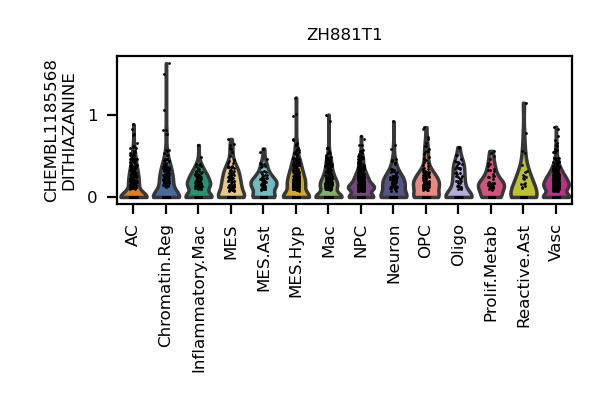 ZH881T1
CHEMBL1185568
DITHIAZANINE
1
0
AC
Chromatin.Reg
Inflammatory.Mac
MES
MES.Ast
MES.Hyp
Mac
NPC
Neuron
OPC
Oligo
Prolif.Metab
Reactive.Ast
Vasc